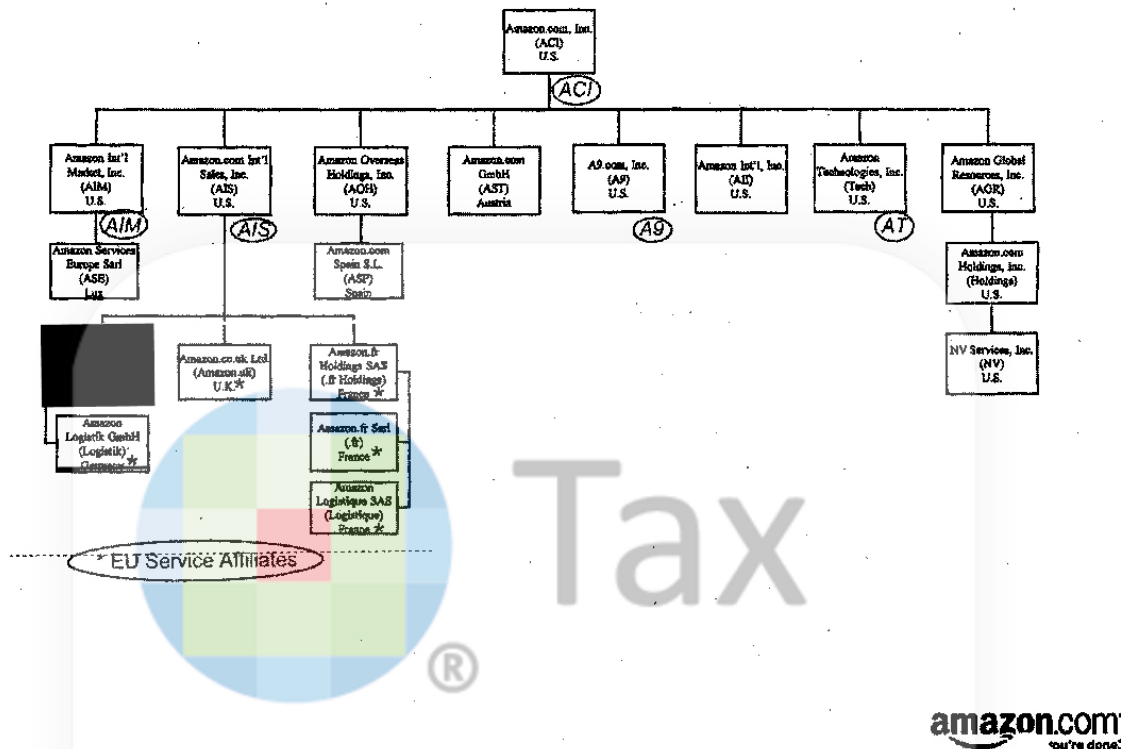 Amazon.com, Inc.
(ACI)
U.S.
ACI
Amazon Int'l
Market, Inc.
(AIM)
U.S.
AIM
Amazon.com Int'l
Sales, Inc.
(AIS)
U.S.
AIS
Amazon Overseas
Holdings, Inc.
(AOH)
U.S.
Amazon.com
GmbH
(AST)
Austria
A9.com, Inc.
(A9)
U.S.
A9
Amazon Int'l, Inc.
(AII)
U.S.
Amazon
Technologies, Inc.
(Tech)
U.S.
AT
Amazon Global
Resources, Inc.
(AGR)
U.S.
Amazon Services
Europe Sarl
(ASE)
Lux
Amazon.com
Spain S.L.
(ASP)
Spain
Amazon.com
Holdings, Inc.
(Holdings)
U.S.
Amazon.co.uk Ltd.
(Amazon.uk)
U.K.*
Amazon.fr
Holdings SAS
(.fr Holdings)
France *
NV Services, Inc.
(NV)
U.S.
Amazon
Logistik GmbH
(Logistik)
Germany *
Amazon.fr Sarl
(.fr)
France *
Amazon
Logistique SAS
(Logistique)
France *
* EU Service Affiliates
Tax
®
amazon.com
you're done.